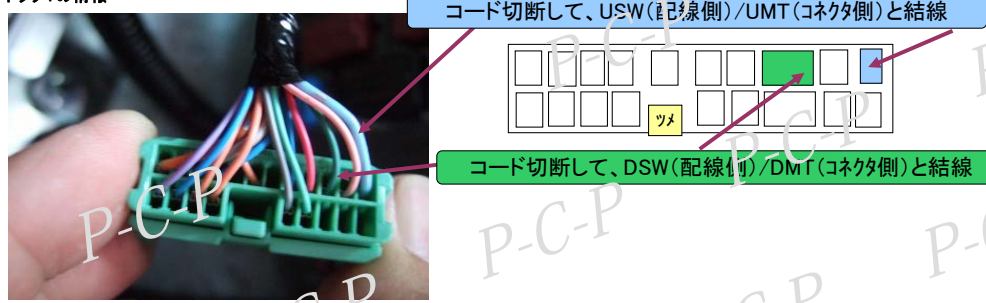 コード切断して、USW(配線側)/UMT(コネクタ側)と結線
ツメ
コード切断して、DSW(配線側)/DMT(コネクタ側)と結線
P-C-P
P-C-P
P-C-P
P-C-P